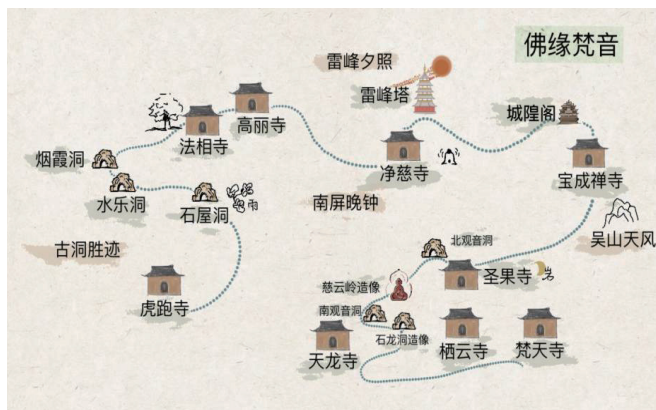 佛缘梵音
雷峰夕照
雷峰塔
城隍阁
高丽寺
法相寺
烟霞洞
净慈寺
宝成禅寺
水乐洞
石屋洞
南屏晚钟
吴山天风
古洞胜迹
北观音洞
圣果寺
慈云岭造像
虎跑寺
南观音洞
石龙洞造像
天龙寺
栖云寺
梵天寺